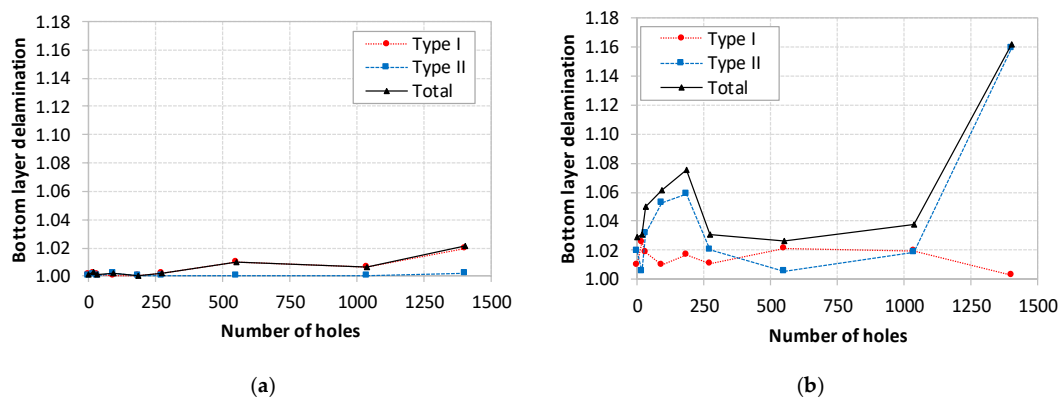 1.18
1.16
1.14
1.12
1.10
1.08
1.06
1.04
1.02
1.00
Bottom layer delamination
Type I
Type II
Total
0 250 500 750 1000 1250 1500
Number of holes
(a)
1.18
1.16
1.14
1.12
1.10
1.08
1.06
1.04
1.02
1.00
Bottom layer delamination
Type I
Type II
Total
0 250 500 750 1000 1250 1500
Number of holes
(b)